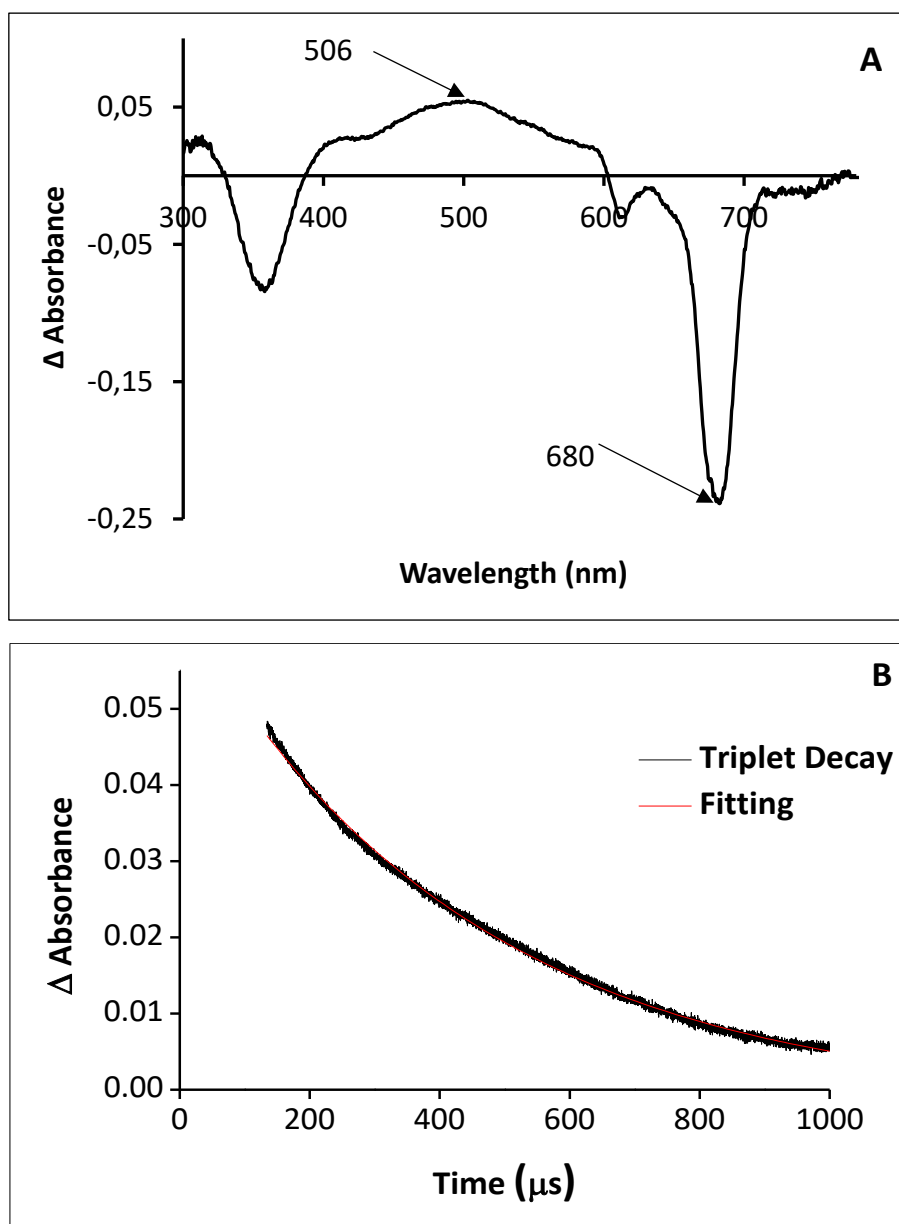 A
506
0,05
300 400 500 600 700
-0,05
-0,15
680
-0,25
Δ Absorbance
Wavelength (nm)
B
0.05
Triplet Decay
0.04
Fitting
0.03
0.02
0.01
0.00
0 200 400 600 800 1000
Δ Absorbance
Time (μs)